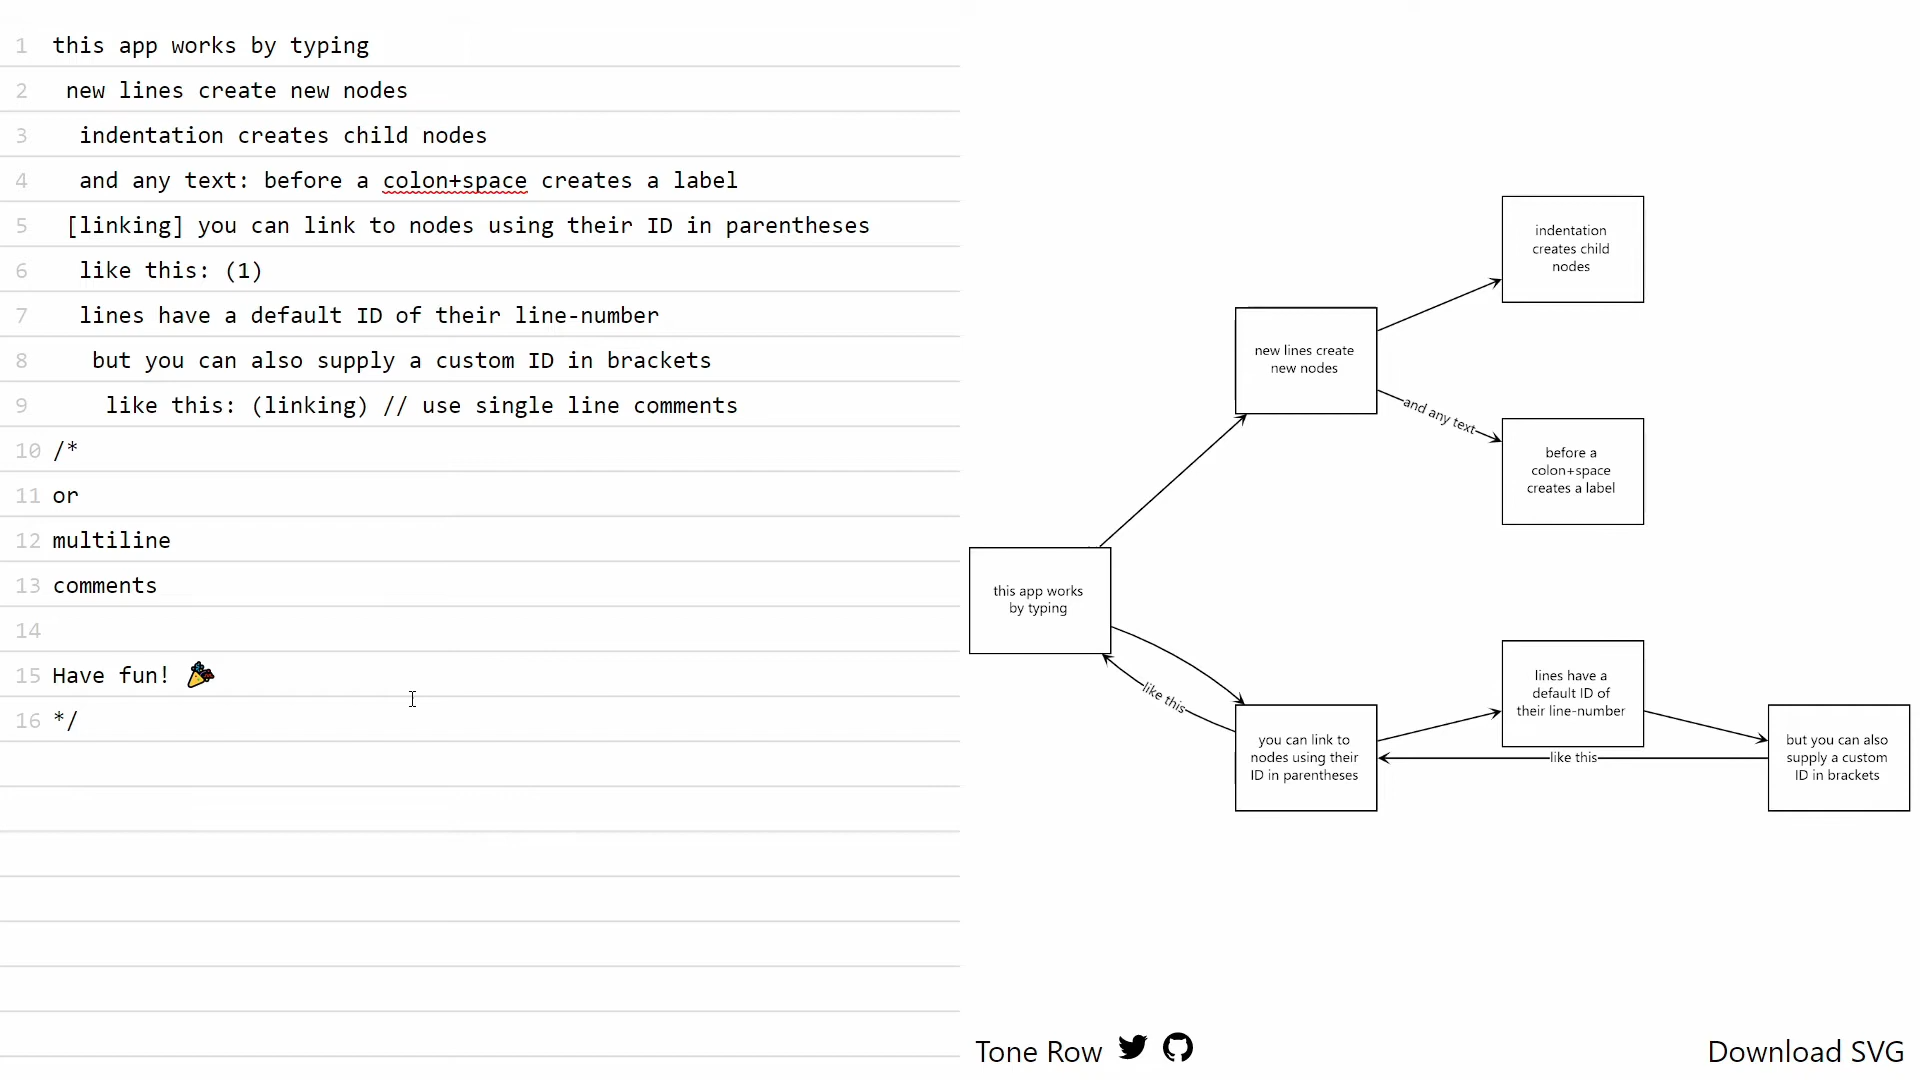 1 this app works by typing
2 new lines create new nodes
3 indentation creates child nodes
4 and any text: before a colon+space creates a label
5 [linking] you can link to nodes using their ID in parentheses
6 like this: (1)
7 lines have a default ID of their line-number
8 but you can also supply a custom ID in brackets
9 like this: (linking) // use single line comments
10 /*
11 or
12 multiline
13 comments
14
15 Have fun! 🎉
16 */
indentation
creates child
nodes
new lines create
new nodes
and any text
before a
colon+space
creates a label
this app works
by typing
like this
lines have a
default ID of
their line-number
you can link to
nodes using their
ID in parentheses
like this
but you can also
supply a custom
ID in brackets
Tone Row
Download SVG